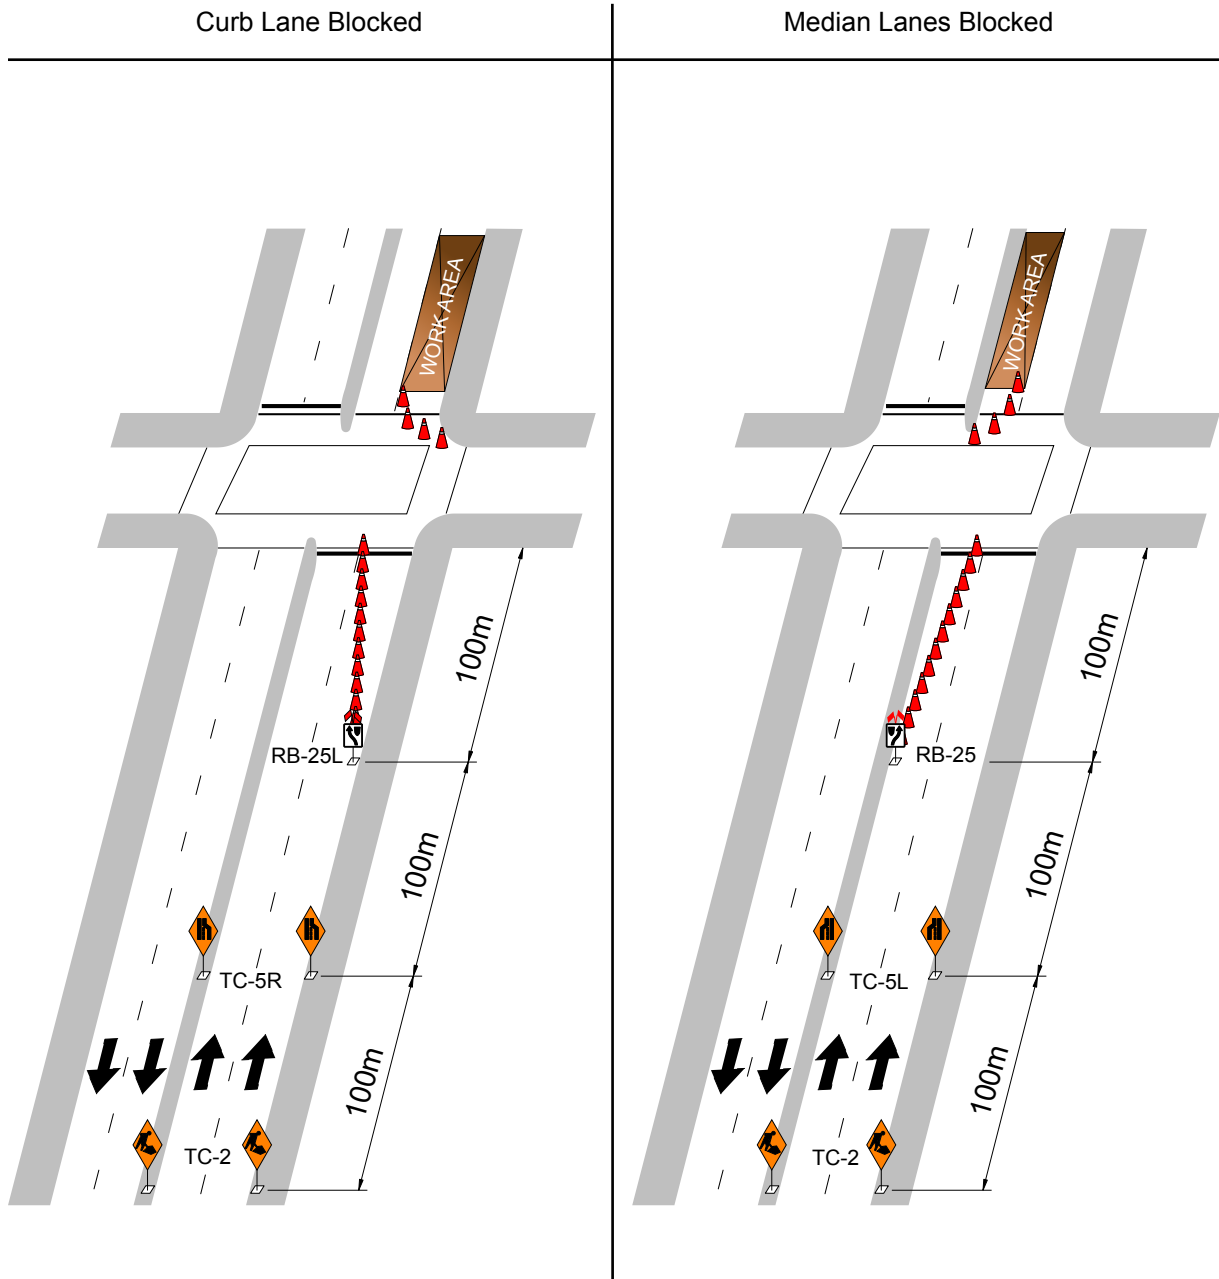 Curb Lane Blocked
WORK AREA
100m
RB-25L
100m
TC-5R
100m
TC-2
Median Lanes Blocked
WORK AREA
100m
RB-25
100m
TC-5L
100m
TC-2